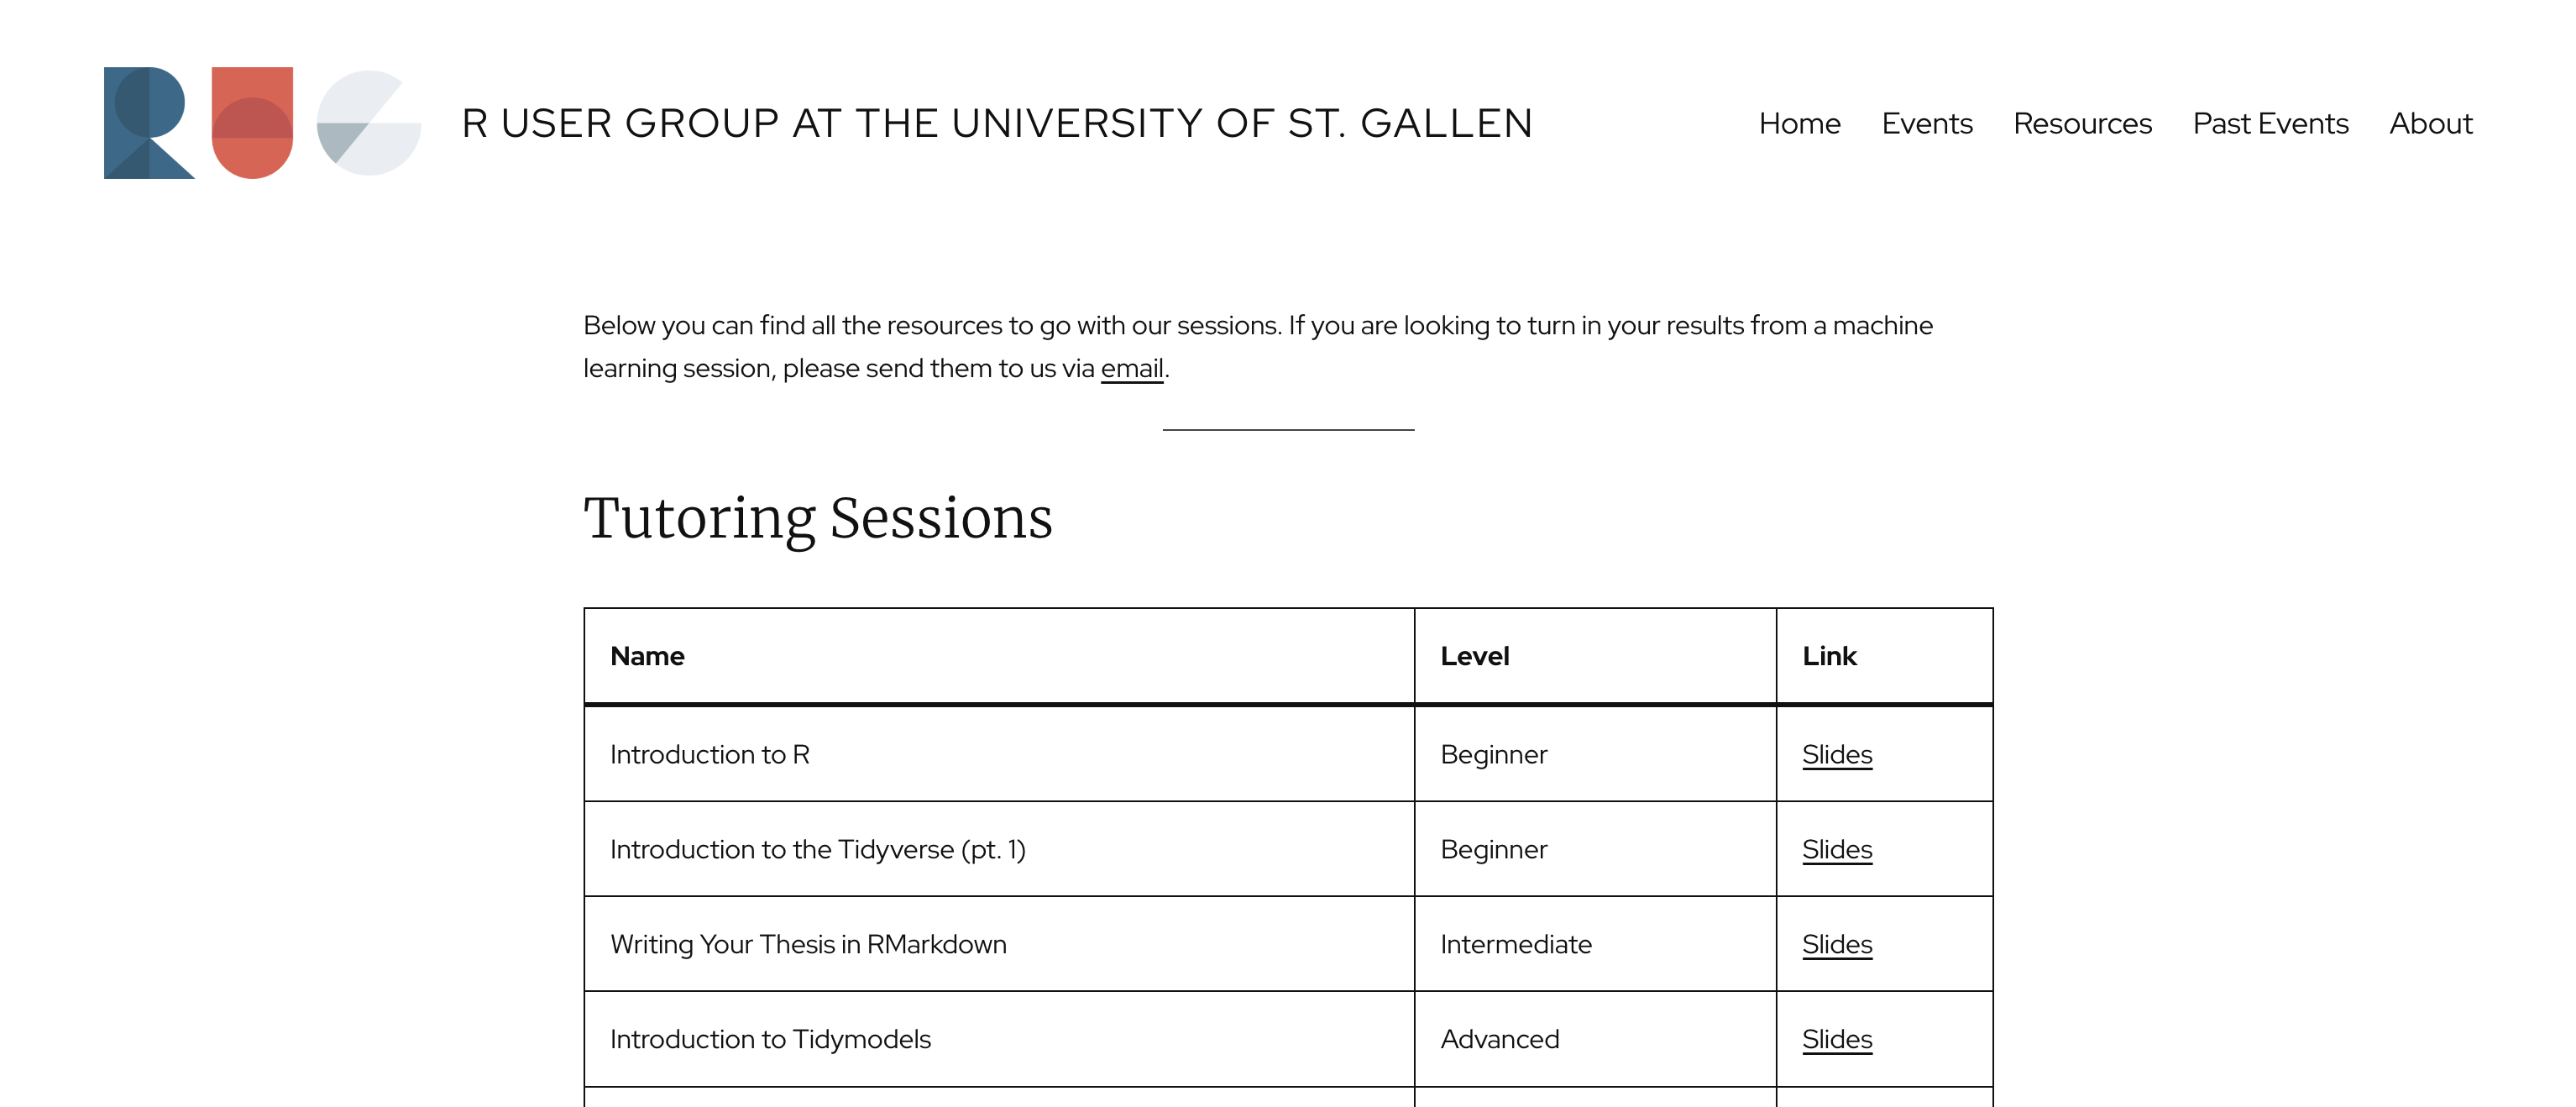 RUG
R USER GROUP AT THE UNIVERSITY OF ST. GALLEN
Home Events Resources Past Events About
Below you can find all the resources to go with our sessions. If you are looking to turn in your results from a machine
learning session, please send them to us via email.
Tutoring Sessions
Name Level Link
Introduction to R Beginner Slides
Introduction to the Tidyverse (pt. 1) Beginner Slides
Writing Your Thesis in RMarkdown Intermediate Slides
Introduction to Tidymodels Advanced Slides